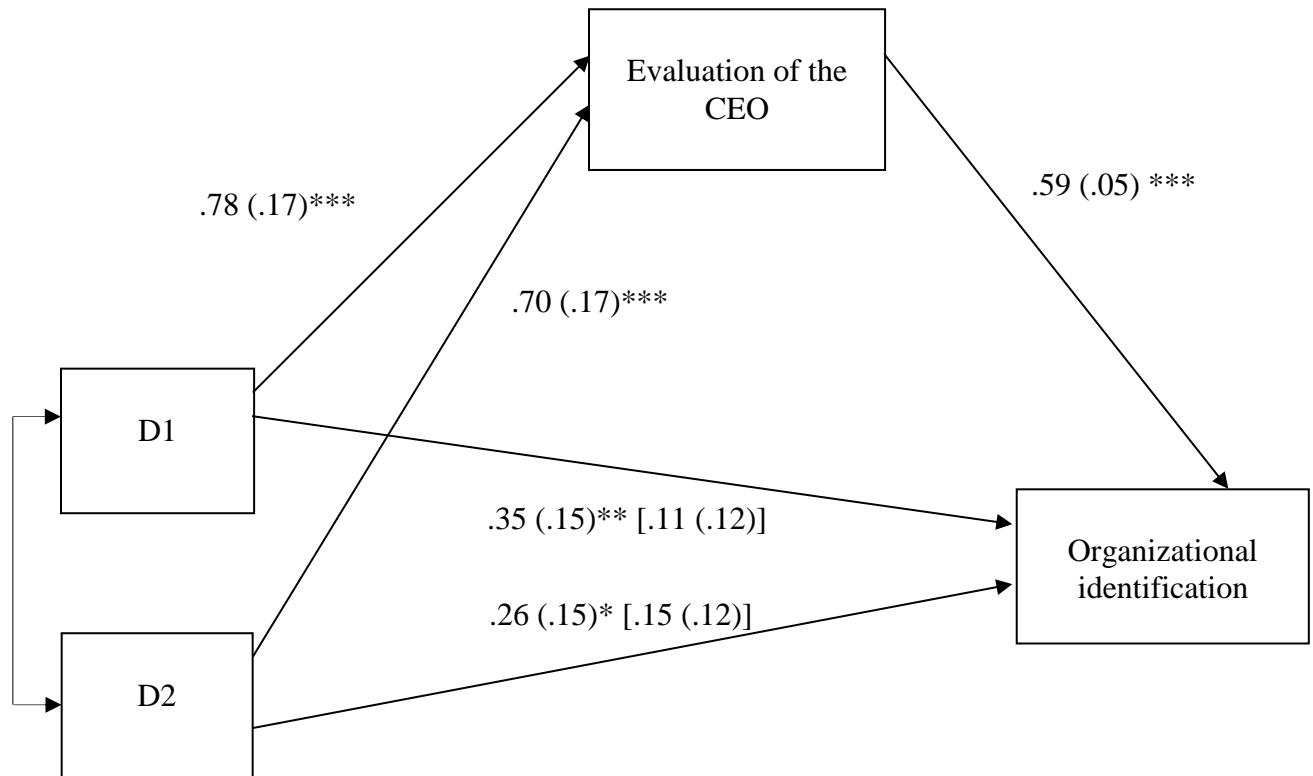 Evaluation of the
CEO
.59 (.05) ***
.78 (.17)***
.70 (.17)***
D1
.35 (.15)** [.11 (.12)]
Organizational
identification
.26 (.15)* [.15 (.12)]
D2